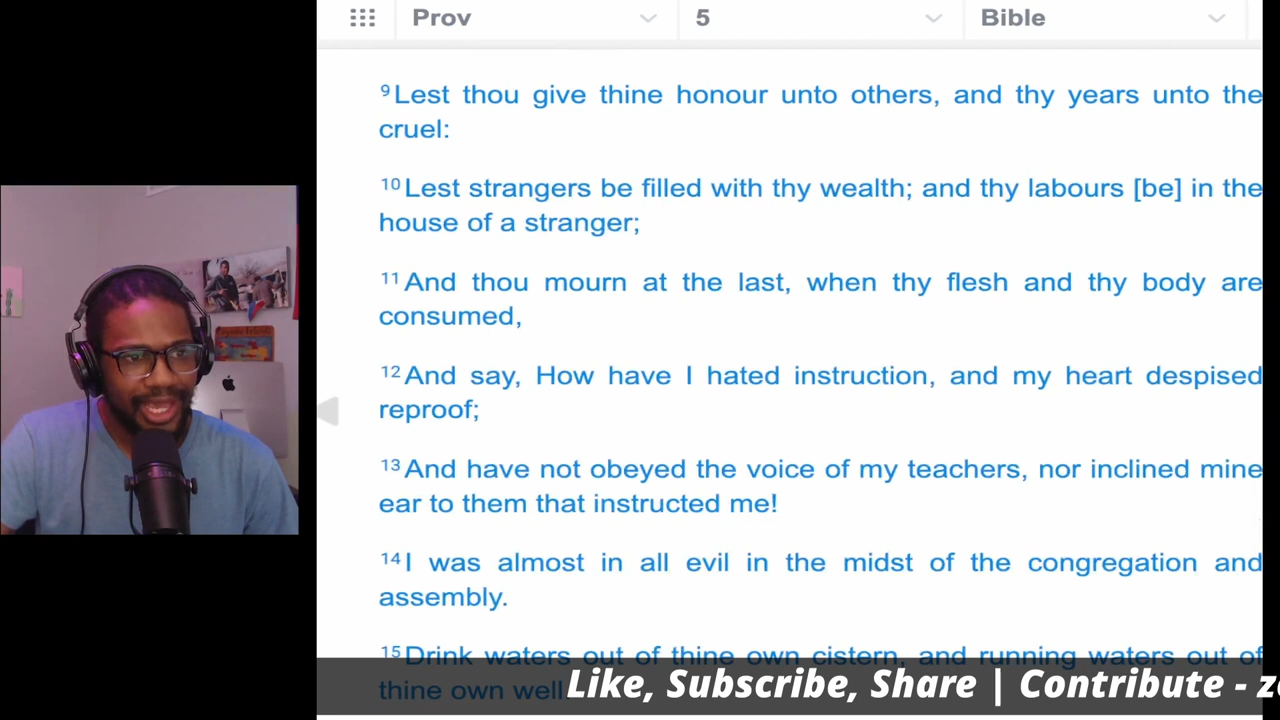 Prov
5
Bible
9Lest thou give thine honour unto others, and thy years unto the
cruel:
10Lest strangers be filled with thy wealth; and thy labours [be] in the
house of a stranger;
11And thou mourn at the last, when thy flesh and thy body are
consumed,
12And say, How have I hated instruction, and my heart despised
reproof;
13And have not obeyed the voice of my teachers, nor inclined mine
ear to them that instructed me!
14I was almost in all evil in the midst of the congregation and
assembly.
15Drink waters out of thine own cistern, and running waters out of
thine own well
Like, Subscribe, Share | Contribute -